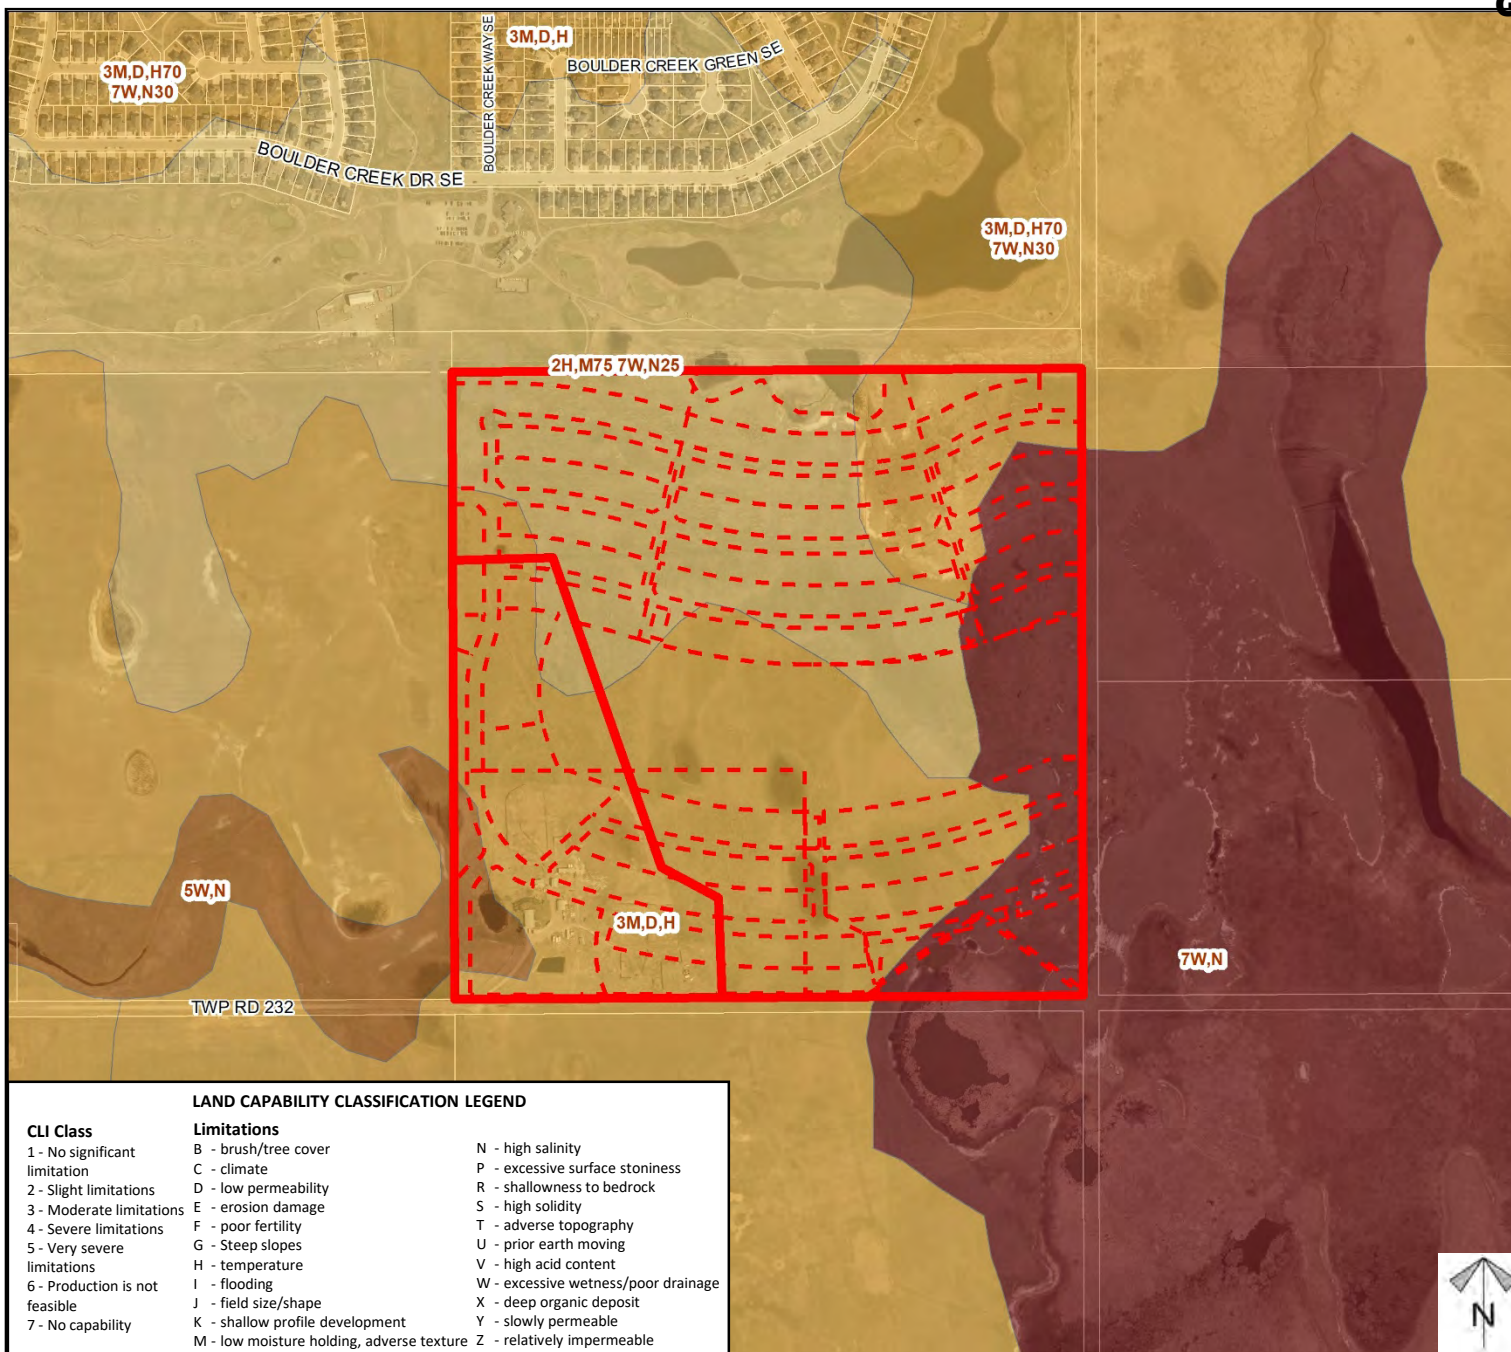 3M,D,H70
7W,N30
3M,D,H
BOULDER CREEK WAY SE
BOULDER CREEK GREEN SE
BOULDER CREEK DR SE
3M,D,H70
7W,N30
2H,M75 7W,N25
5W,N
3M,D,H
7W,N
TWP RD 232
LAND CAPABILITY CLASSIFICATION LEGEND
CLI Class
1 - No significant
limitation
2 - Slight limitations
3 - Moderate limitations
4 - Severe limitations
5 - Very severe
limitations
6 - Production is not
feasible
7 - No capability
Limitations
B - brush/tree cover
C - climate
D - low permeability
E - erosion damage
F - poor fertility
G - Steep slopes
H - temperature
I - flooding
J - field size/shape
K - shallow profile development
M - low moisture holding, adverse texture
N - high salinity
P - excessive surface stoniness
R - shallowness to bedrock
S - high solidity
T - adverse topography
U - prior earth moving
V - high acid content
W - excessive wetness/poor drainage
X - deep organic deposit
Y - slowly permeable
Z - relatively impermeable
N